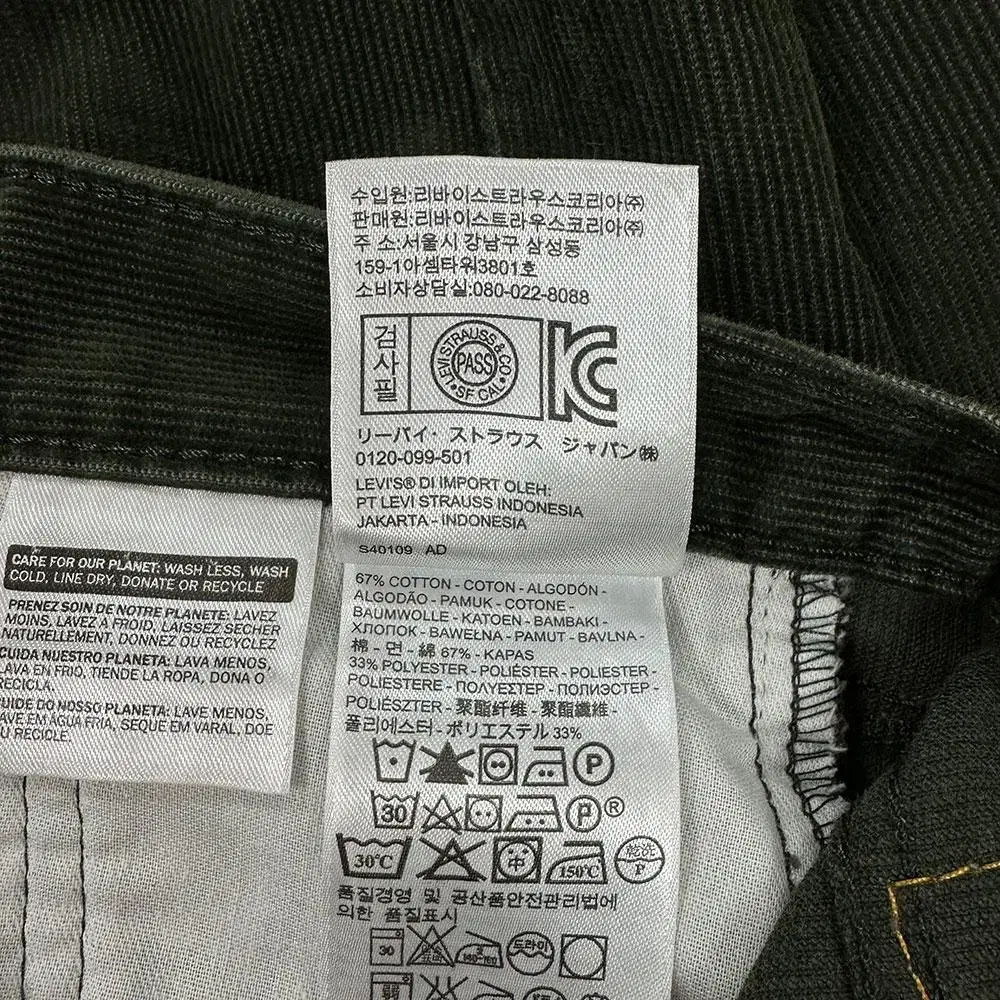 수입원:리바이스트라우스코리아㈜
판매원:리바이스트라우스코리아㈜
주 소:서울시 강남구 삼성동
159-1아셈타워3801호
소비자상담실:080-022-8088
검사필
LEVI STRAUSS & CO
PASS
SF CAL
KC
リーバイ・ストラウス ジャパン㈱
0120-099-501
LEVI'S® DI IMPORT OLEH:
PT LEVI STRAUSS INDONESIA
JAKARTA - INDONESIA
S40109 AD
CARE FOR OUR PLANET: WASH LESS, WASH
COLD, LINE DRY, DONATE OR RECYCLE
PRENEZ SOIN DE NOTRE PLANETE: LAVEZ
MOINS, LAVEZ A FROID, LAISSEZ SECHER
NATURELLEMENT, DONNEZ OU RECYCLEZ
CUIDA NUESTRO PLANETA: LAVA MENOS,
LAVA EN FRIO, TIENDE LA ROPA, DONA O
RECICLA.
CUIDE DO NOSSO PLANETA: LAVE MENOS,
LAVE EM ÁGUA FRIA, SEQUE EM VARAL, DOE
OU RECICLE.
67% COTTON - COTON - ALGODÓN -
ALGODÃO - PAMUK - COTONE -
BAUMWOLLE - KATOEN - BAMBAKI -
ХЛОПОК - BAWEŁNA - PAMUT - BAVLNA -
棉 - 면 - 綿 67% - KAPAS
33% POLYESTER - POLIÉSTER - POLIESTER -
POLIESTERE - ΠΟΛΥΕΣΤΕΡ - ПОПИЭСТЕР -
POLIESZTER - 聚酯纤维 - 聚酯纖維 -
폴리에스터 - ポリエステル 33%
P
30 P ®
30°C 中 150°C 乾洗 P
품질경영 및 공산품안전관리법에
의한 품질표시
30 드라이